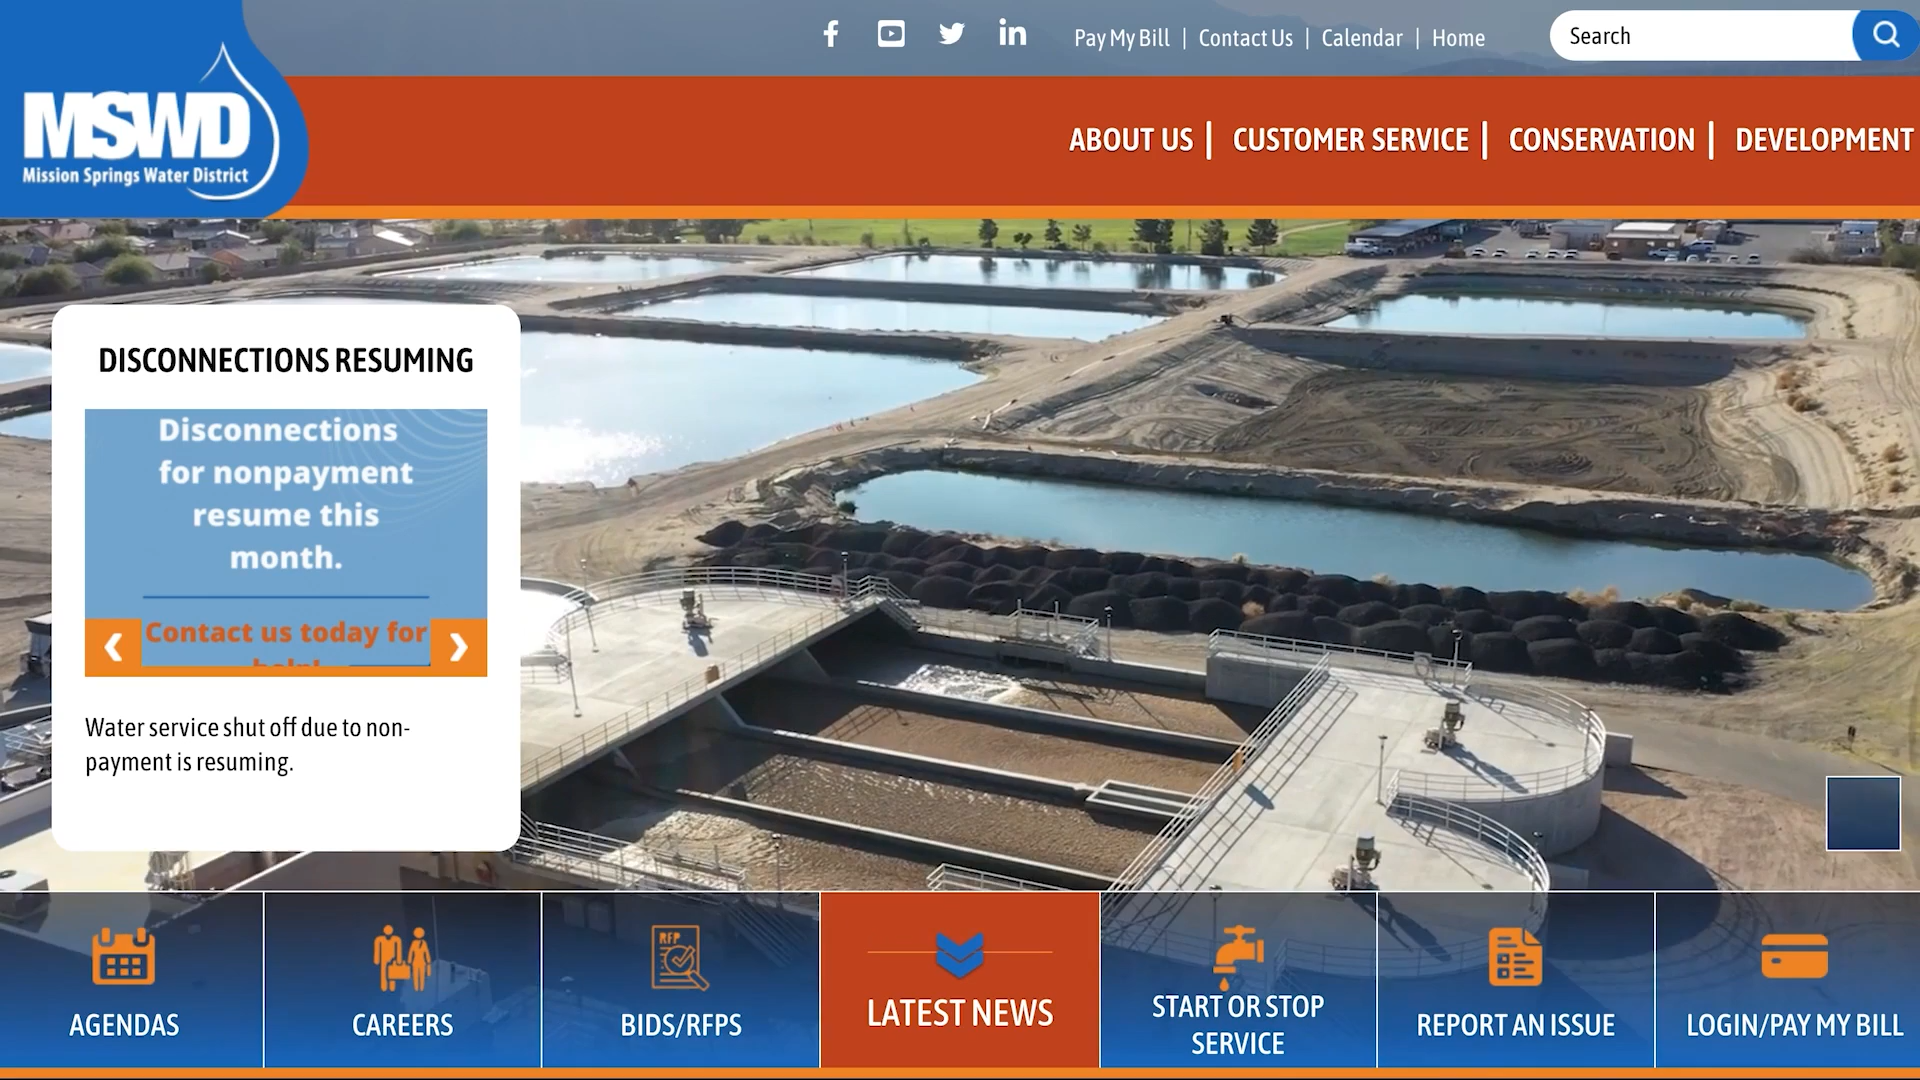 Pay My Bill | Contact Us | Calendar | Home
Search
MSWD
Mission Springs Water District
ABOUT US | CUSTOMER SERVICE | CONSERVATION | DEVELOPMENT
DISCONNECTIONS RESUMING
Disconnections
for nonpayment
resume this
month.
Contact us today for
help!
Water service shut off due to non-
payment is resuming.
AGENDAS
CAREERS
RFP
BIDS/RFPS
LATEST NEWS
START OR STOP
SERVICE
REPORT AN ISSUE
LOGIN/PAY MY BILL